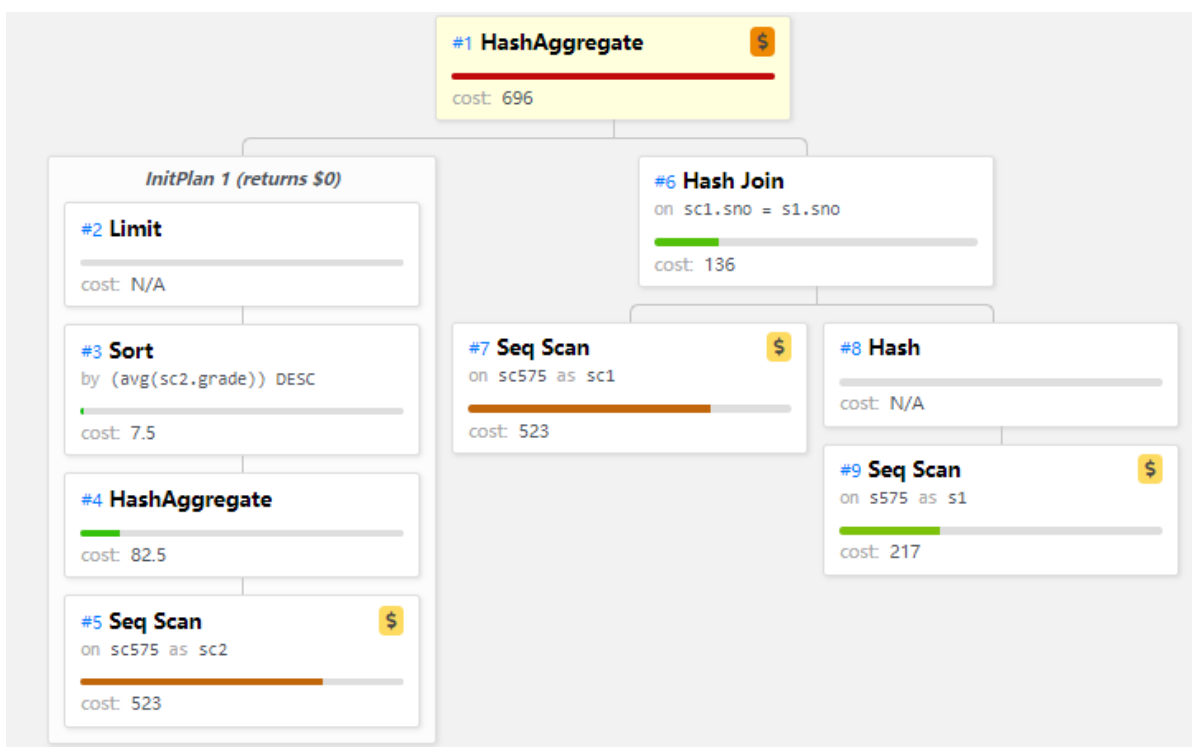 #1 HashAggregate $
cost: 696
InitPlan 1 (returns $0)
#2 Limit
cost: N/A
#3 Sort
by (avg(sc2.grade)) DESC
cost: 7.5
#4 HashAggregate
cost: 82.5
#5 Seq Scan $
on sc575 as sc2
cost: 523
#6 Hash Join
on sc1.sno = s1.sno
cost: 136
#7 Seq Scan $
on sc575 as sc1
cost: 523
#8 Hash
cost: N/A
#9 Seq Scan $
on s575 as s1
cost: 217